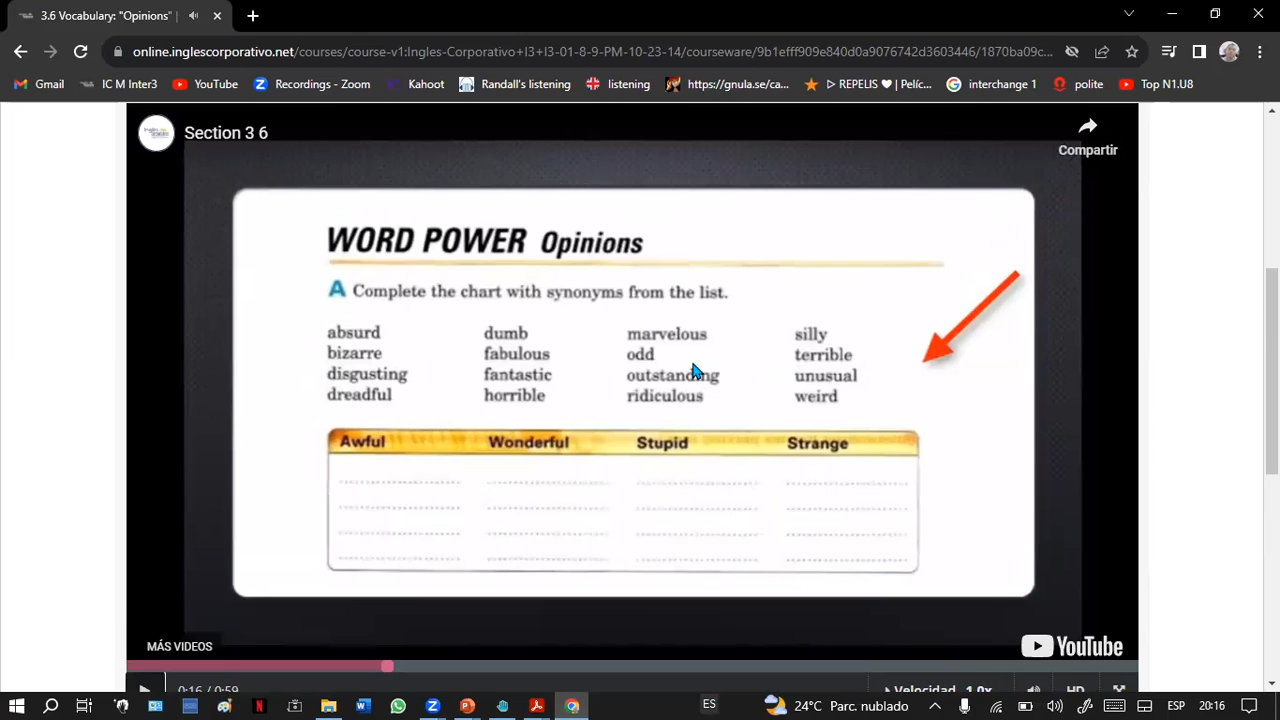 3.6 Vocabulary: "Opinions"
online.inglescorporativo.net/courses/course-v1:Ingles-Corporativo+I3+I3-01-8-9-PM-10-23-14/courseware/9b1efff909e840d0a9076742d3603446/1870ba09c...
Gmail IC M Inter3 YouTube Recordings - Zoom Kahoot Randall's listening listening https://gnula.se/ca... ▷ REPELIS ♥ | Pelíc... interchange 1 polite Top N1.U8
Section 3 6
Compartir
WORD POWER Opinions
A Complete the chart with synonyms from the list.
absurd dumb marvelous silly
bizarre fabulous odd terrible
disgusting fantastic outstanding unusual
dreadful horrible ridiculous weird
Awful Wonderful Stupid Strange
MÁS VIDEOS
YouTube
0:16 / 0:59 Velocidad 1.0x HD
ES 24°C Parc. nublado ESP 20:16